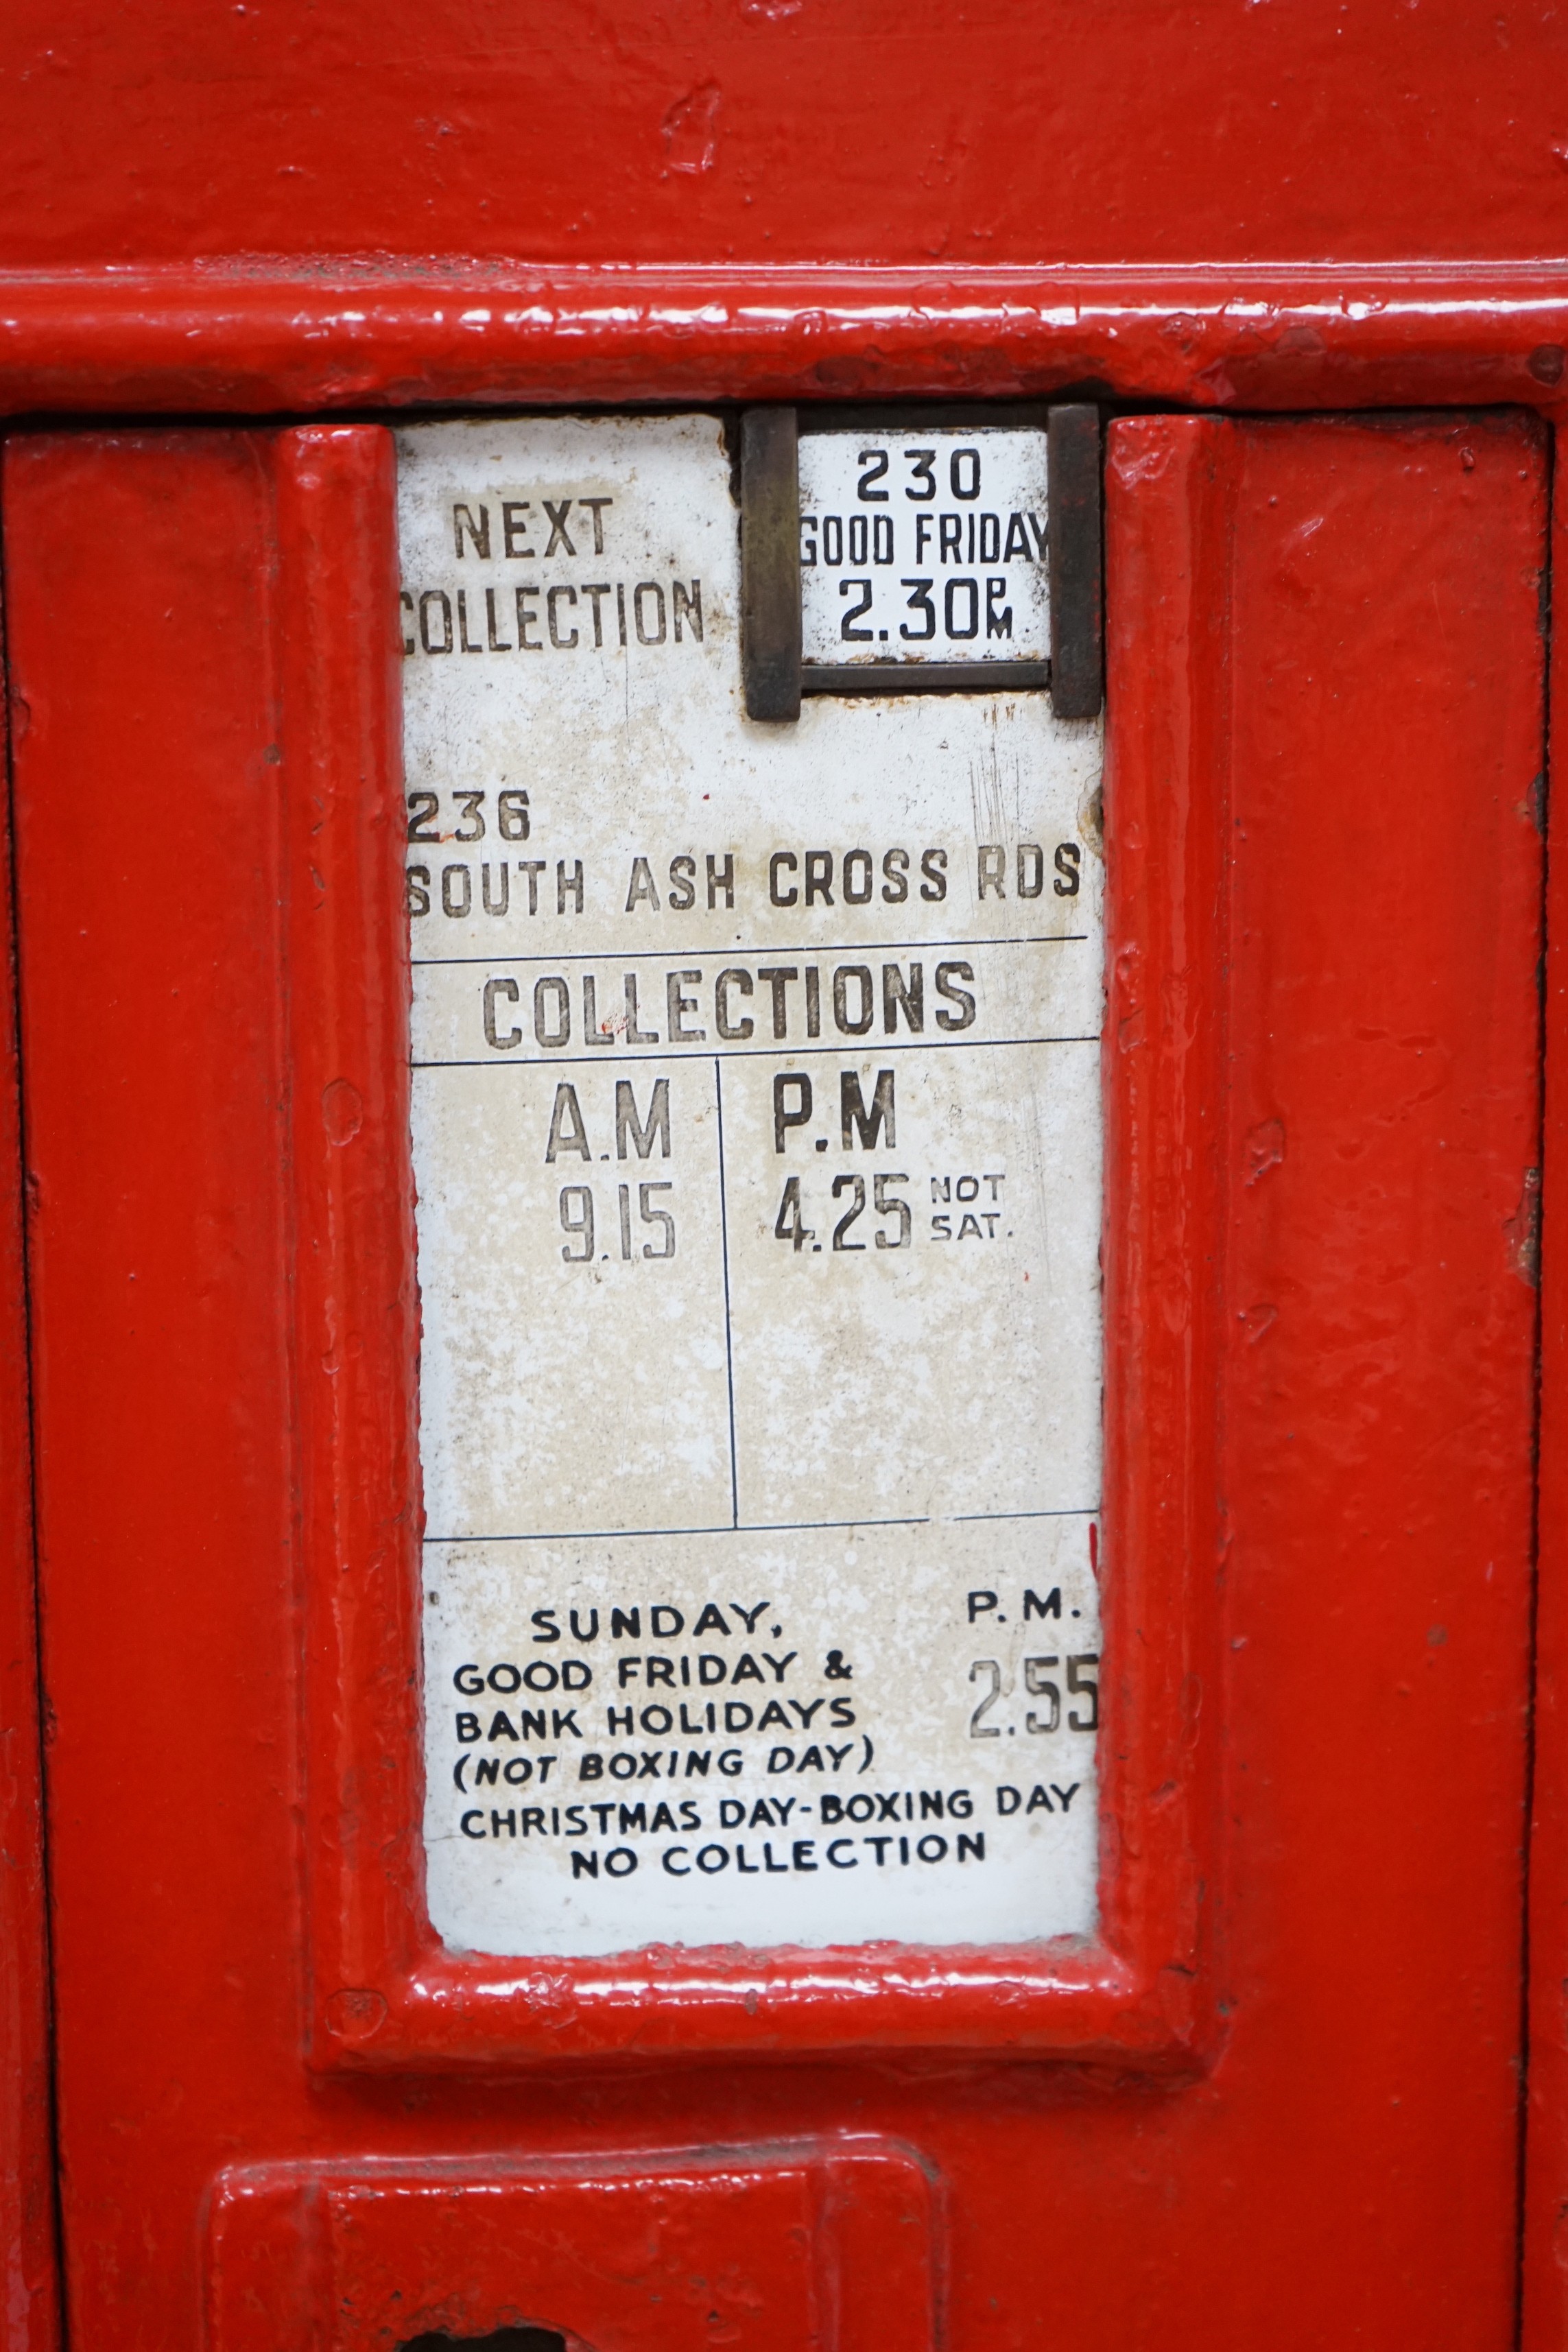 NEXT
COLLECTION
230
GOOD FRIDAY
2.30PM
236
SOUTH ASH CROSS RDS
COLLECTIONS
A.M P.M
9.15 4.25 NOT SAT.
SUNDAY, P.M.
GOOD FRIDAY & 2.55
BANK HOLIDAYS
(NOT BOXING DAY)
CHRISTMAS DAY-BOXING DAY
NO COLLECTION